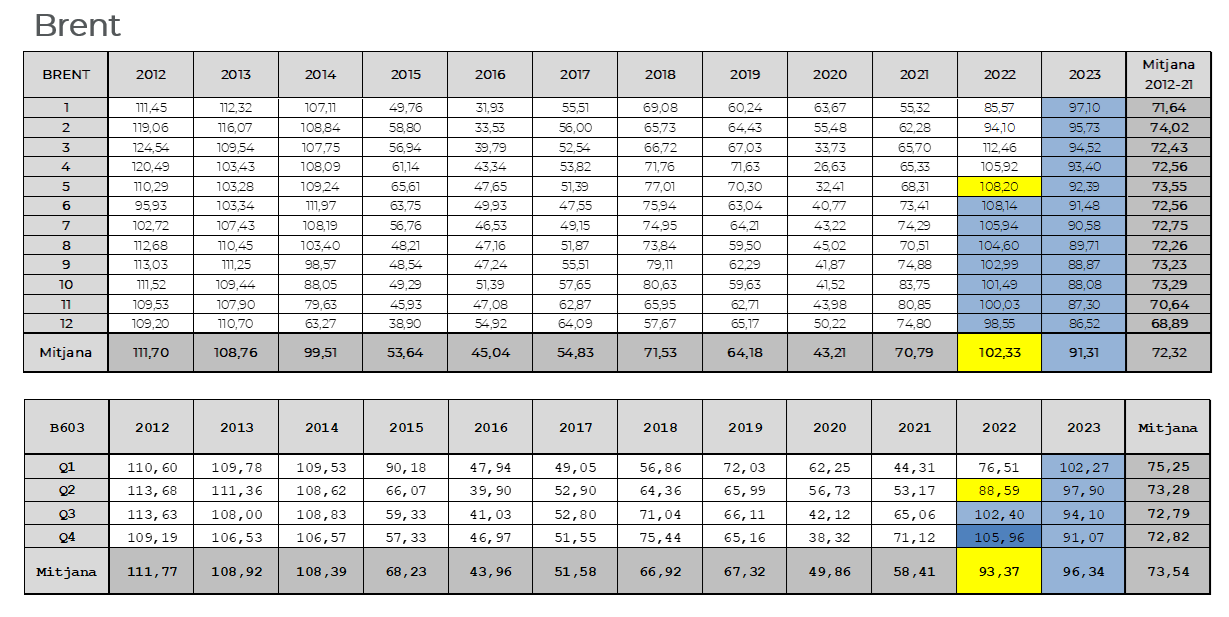 Brent
BRENT 2012 2013 2014 2015 2016 2017 2018 2019 2020 2021 2022 2023 Mitjana 2012-21
1 111,45 112,32 107,11 49,76 31,93 55,51 69,08 60,24 63,67 55,32 85,57 97,10 71,64
2 119,06 116,07 108,84 58,80 33,53 56,00 65,73 64,43 55,48 62,28 94,10 95,73 74,02
3 124,54 109,54 107,75 56,94 39,79 52,54 66,72 67,03 33,73 65,70 112,46 94,52 72,43
4 120,49 103,43 108,09 61,14 43,34 53,82 71,76 71,63 26,63 65,33 105,92 93,40 72,56
5 110,29 103,28 109,24 65,61 47,65 51,39 77,01 70,30 32,41 68,31 108,20 92,39 73,55
6 95,93 103,34 111,97 63,75 49,93 47,55 75,94 63,04 40,77 73,41 108,14 91,48 72,56
7 102,72 107,43 108,19 56,76 46,53 49,15 74,95 64,21 43,22 74,29 105,94 90,58 72,75
8 112,68 110,45 103,40 48,21 47,16 51,87 73,84 59,50 45,02 70,51 104,60 89,71 72,26
9 113,03 111,25 98,57 48,54 47,24 55,51 79,11 62,29 41,87 74,88 102,99 88,87 73,23
10 111,52 109,44 88,05 49,29 51,39 57,65 80,63 59,63 41,52 83,75 101,49 88,08 73,29
11 109,53 107,90 79,63 45,93 47,08 62,87 65,95 62,71 43,98 80,85 100,03 87,30 70,64
12 109,20 110,70 63,27 38,90 54,92 64,09 57,67 65,17 50,22 74,80 98,55 86,52 68,89
Mitjana 111,70 108,76 99,51 53,64 45,04 54,83 71,53 64,18 43,21 70,79 102,33 91,31 72,32
B603 2012 2013 2014 2015 2016 2017 2018 2019 2020 2021 2022 2023 Mitjana
Q1 110,60 109,78 109,53 90,18 47,94 49,05 56,86 72,03 62,25 44,31 76,51 102,27 75,25
Q2 113,68 111,36 108,62 66,07 39,90 52,90 64,36 65,99 56,73 53,17 88,59 97,90 73,28
Q3 113,63 108,00 108,83 59,33 41,03 52,80 71,04 66,11 42,12 65,06 102,40 94,10 72,79
Q4 109,19 106,53 106,57 57,33 46,97 51,55 75,44 65,16 38,32 71,12 105,96 91,07 72,82
Mitjana 111,77 108,92 108,39 68,23 43,96 51,58 66,92 67,32 49,86 58,41 93,37 96,34 73,54